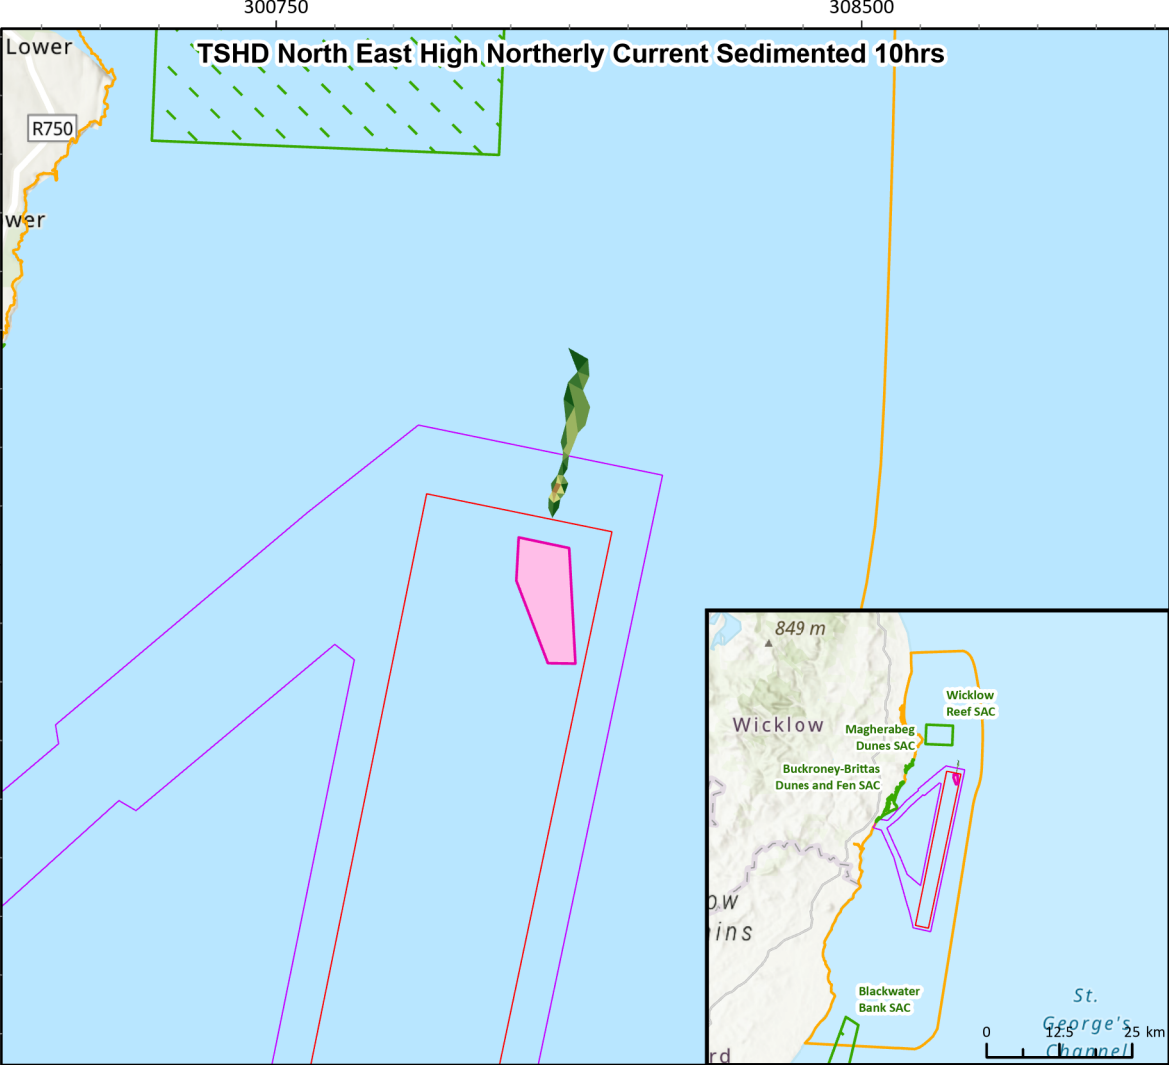 300750
308500
TSHD North East High Northerly Current Sedimented 10hrs
Lower
R750
wer
849 m
Wicklow
Wicklow
Reef SAC
Magherabeg
Dunes SAC
Buckroney-Brittas
Dunes and Fen SAC
ow
ins
Blackwater
Bank SAC
St.
George's
Channel
0 12.5 25 km
rd